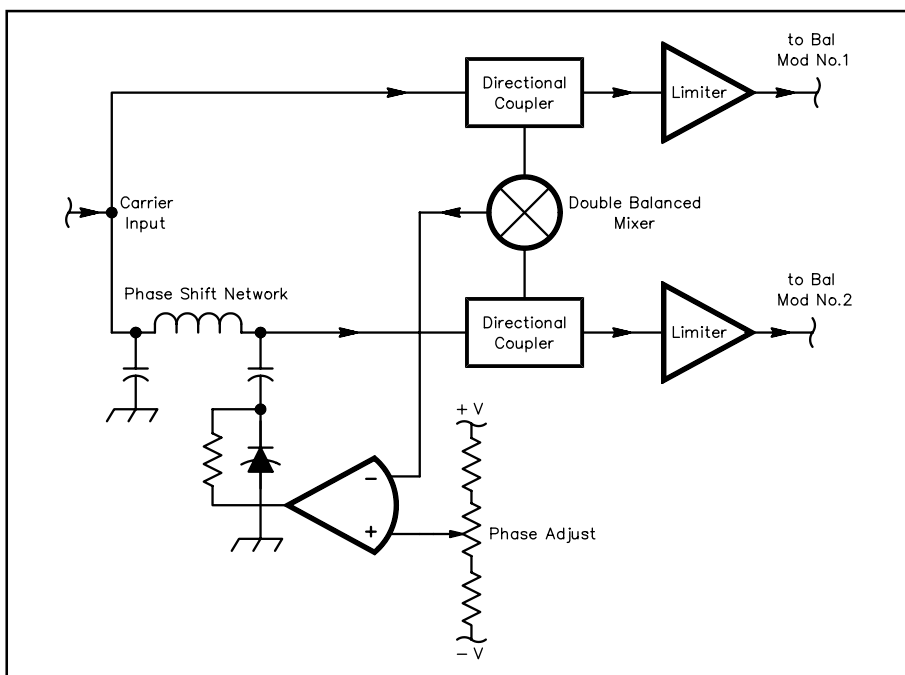 to Bal
Mod No.1
Directional
Coupler
Limiter
Carrier
Input
Double Balanced
Mixer
Phase Shift Network
to Bal
Mod No.2
Directional
Coupler
Limiter
+V
−
+
Phase Adjust
−V